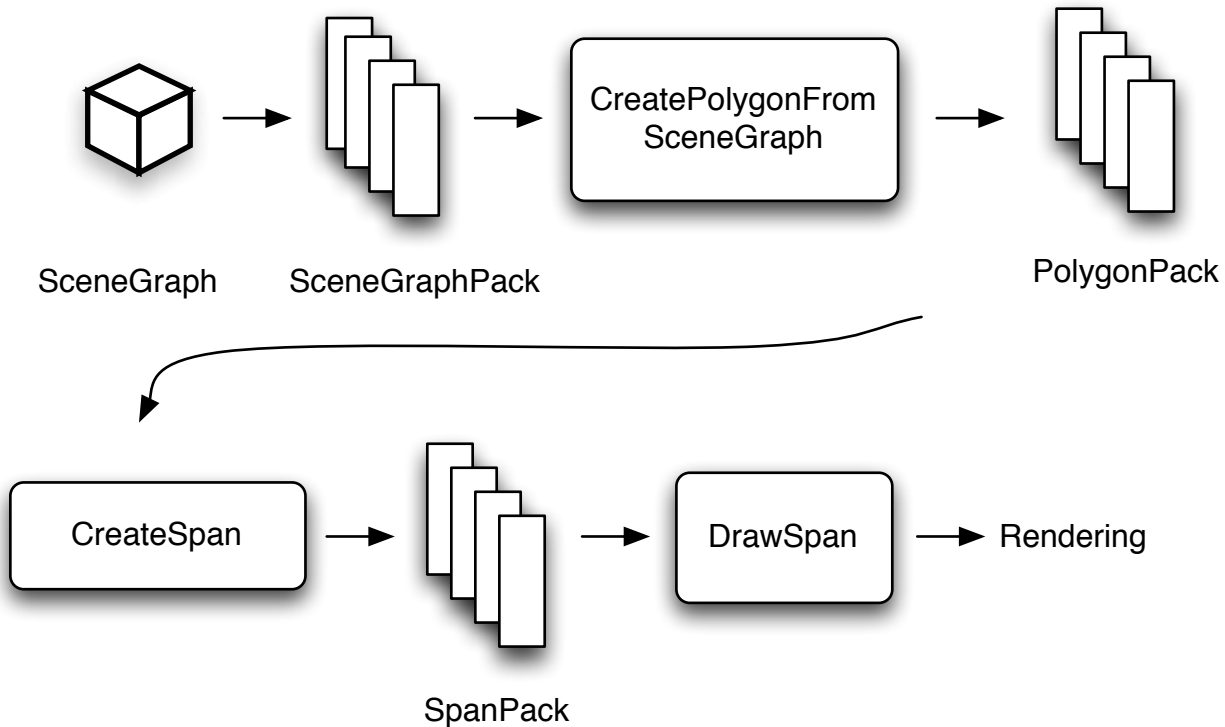 CreatePolygonFrom
SceneGraph
SceneGraph
SceneGraphPack
PolygonPack
CreateSpan
DrawSpan
Rendering
SpanPack